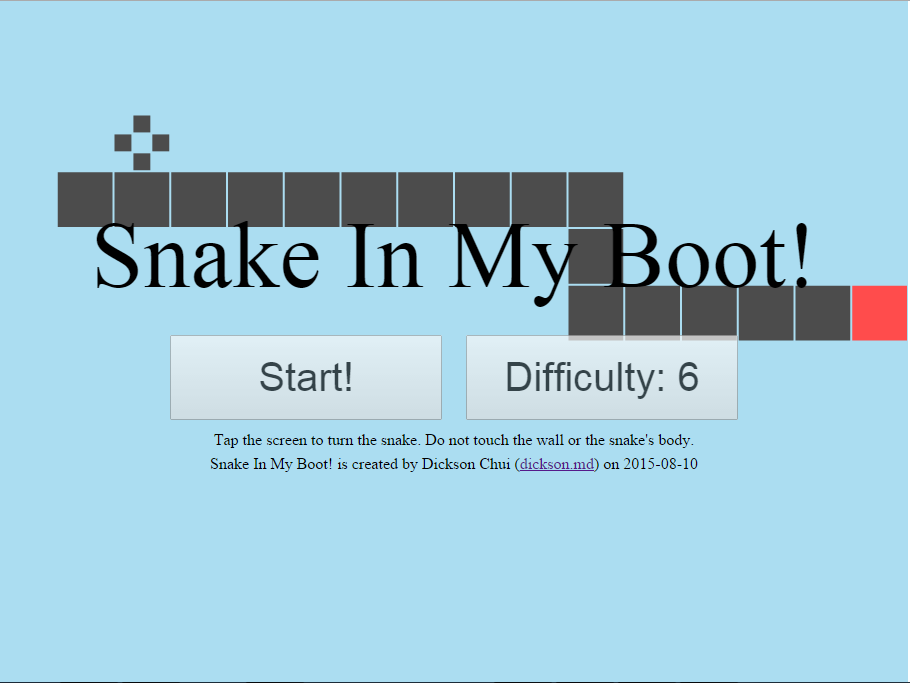 Snake In My Boot!
Start!
Difficulty: 6
Tap the screen to turn the snake. Do not touch the wall or the snake's body.
Snake In My Boot! is created by Dickson Chui (dickson.md) on 2015-08-10